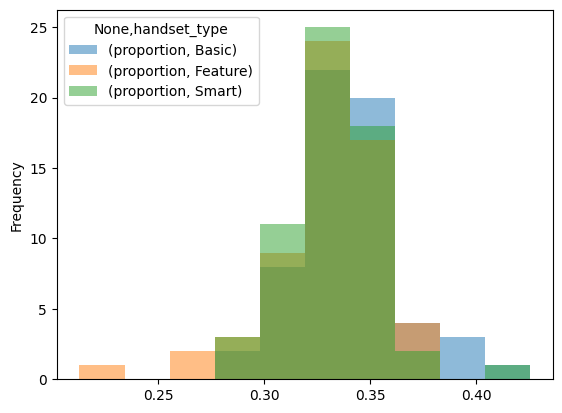 None,handset_type
(proportion, Basic)
(proportion, Feature)
(proportion, Smart)
Frequency
25
20
15
10
5
0
0.25 0.30 0.35 0.40